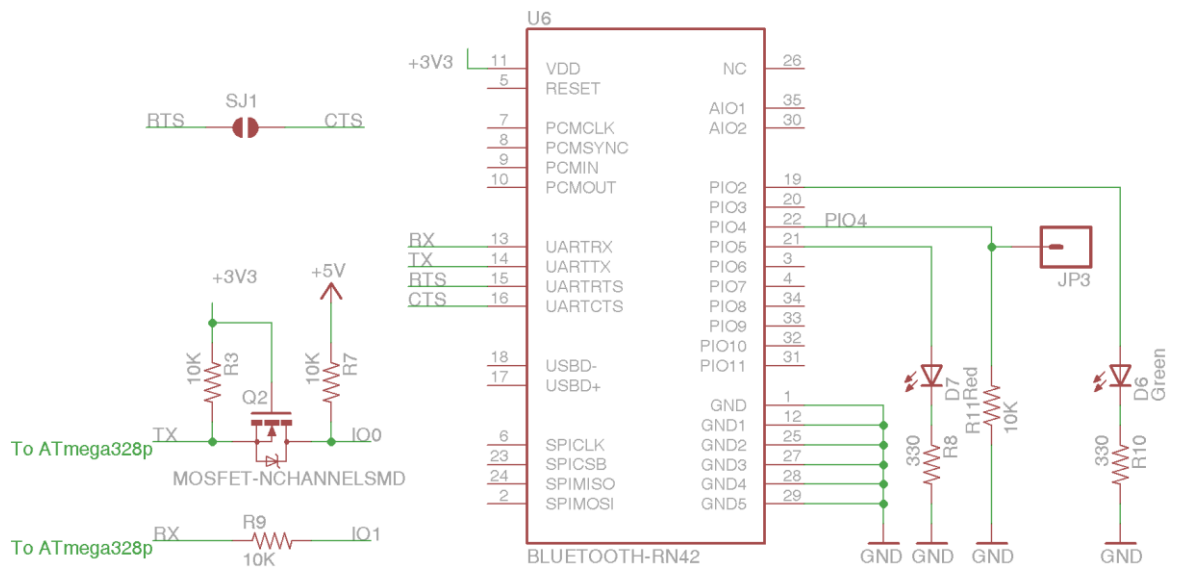 U6
+3V3
11
VDD
5
RESET
7
PCMCLK
8
PCMSYNC
9
PCMIN
10
PCMOUT
RX
13
UARTRX
TX
14
UARTTX
RTS
15
UARTRTS
CTS
16
UARTCTS
18
USBD-
17
USBD+
6
SPICLK
23
SPICSB
24
SPIMISO
2
SPIMOSI
NC
26
AIO1
35
AIO2
30
PIO2
19
PIO3
20
PIO4
22
PIO4
PIO5
21
PIO6
3
PIO7
4
PIO8
34
PIO9
33
PIO10
32
PIO11
31
GND
1
GND1
12
GND2
25
GND3
27
GND4
28
GND5
29
BLUETOOTH-RN42
SJ1
RTS
CTS
+3V3
+5V
10K
R3
10K
R7
Q2
To ATmega328p
TX
IO0
MOSFET-NCHANNELSMD
To ATmega328p
RX
R9
10K
IO1
JP3
D7
Red
330
R8
R11
10K
D6
Green
330
R10
GND
GND
GND
GND